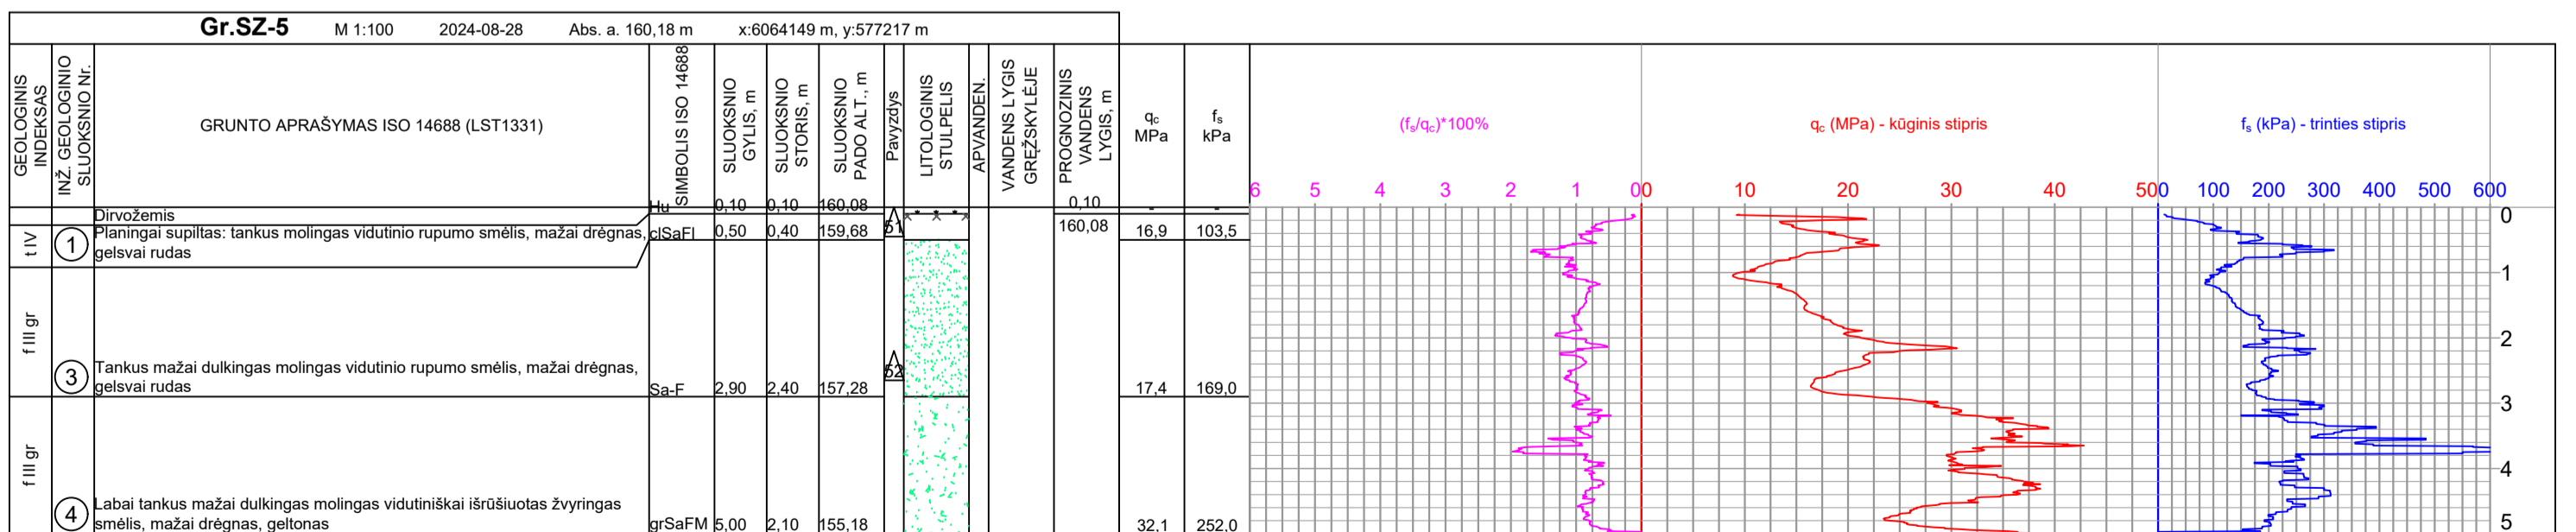 Gr.SZ-5 M 1:100 2024-08-28 Abs. a. 160,18 m x:6064149 m, y:577217 m
GEOLOGINIS
INDEKSAS
INŽ. GEOLOGINIO
SLUOKSNIO Nr.
GRUNTO APRAŠYMAS ISO 14688 (LST1331)
SIMBOLIS ISO 14688
SLUOKSNIO
GYLIS, m
SLUOKSNIO
STORIS, m
SLUOKSNIO
PADO ALT., m
Pavyzdys
LITOLOGINIS
STULPELIS
APVANDEN.
VANDENS LYGIS
GRĘŽSKYLĖJE
PROGNOZINIS
VANDENS
LYGIS, m
qc
MPa
fs
kPa
(fs/qc)*100%
qc (MPa) - kūginis stipris
fs (kPa) - trinties stipris
6 5 4 3 2 1 0
0 10 20 30 40 50
0 100 200 300 400 500 600
Dirvožemis Hu 0,10 0,10 160,08 0,10 - -
160,08
t IV 1 Planingai supiltas: tankus molingas vidutinio rupumo smėlis, mažai drėgnas, clSaFl 0,50 0,40 159,68 51 16,9 103,5
gelsvai rudas
f III gr 3 Tankus mažai dulkingas molingas vidutinio rupumo smėlis, mažai drėgnas,
gelsvai rudas Sa-F 2,90 2,40 157,28 52 17,4 169,0
f III gr 4 Labai tankus mažai dulkingas molingas vidutiniškai išrūšiuotas žvyringas
smėlis, mažai drėgnas, geltonas grSaFM 5,00 2,10 155,18 32,1 252,0
0
1
2
3
4
5